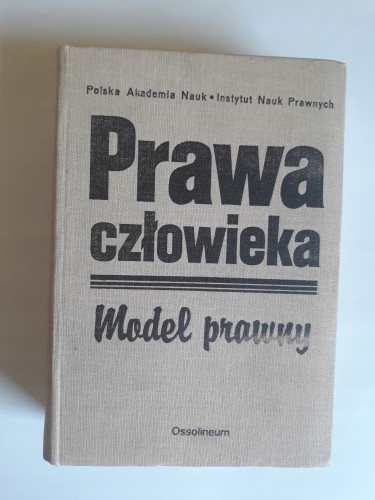 Polska Akademia Nauk • Instytut Nauk Prawnych
Prawa
człowieka
Model prawny
Ossolineum